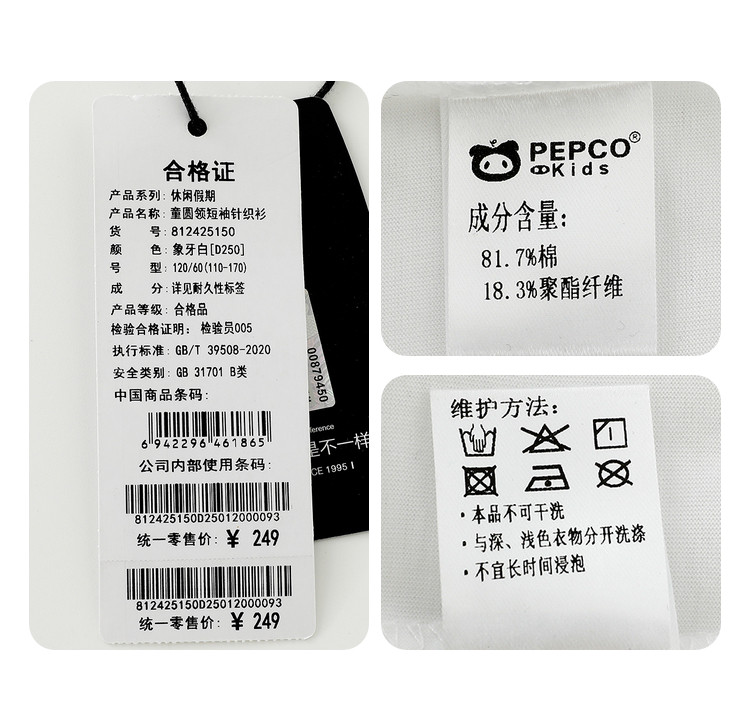 合格证
产品系列: 休闲假期
产品名称: 童圆领短袖针织衫
货 号: 812425150
颜 色: 象牙白[D250]
号 型: 120/60(110-170)
成 分: 详见耐久性标签
产品等级: 合格品
检验合格证明: 检验员005
执行标准: GB/T 39508-2020
安全类别: GB 31701 B类
中国商品条码:
6 942296 461865
公司内部使用条码:
812425150D25012000093
统一零售价: ¥ 249
812425150D25012000093
统一零售价: ¥ 249
00879450
是不一样
CE 1995 I
PEPCO®
Kids
成分含量:
81.7%棉
18.3%聚酯纤维
维护方法:
·本品不可干洗
·与深、浅色衣物分开洗涤
·不宜长时间浸泡